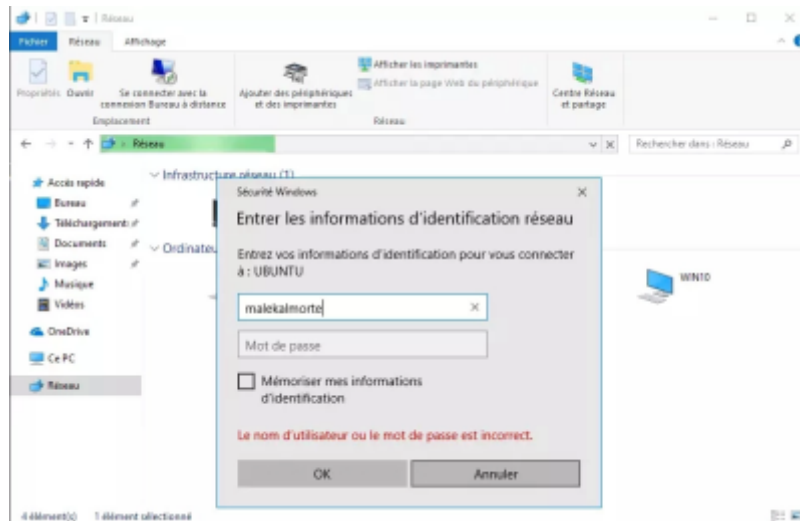 Réseau
Fichier Réseau Affichage
Propriétés Ouvrir Se connecter avec la connexion Bureau à distance
Ajouter des périphériques et des imprimantes
Afficher les imprimantes
Afficher la page Web du périphérique
Centre Réseau et partage
Emplacement Réseau
Réseau
Rechercher dans : Réseau
Accès rapide
Bureau
Téléchargement
Documents
Images
Musique
Vidéos
OneDrive
Ce PC
Réseau
Infrastructure réseau (1)
Ordinateu
WIN10
Sécurité Windows
Entrer les informations d'identification réseau
Entrez vos informations d'identification pour vous connecter
à : UBUNTU
malekalmorte
Mot de passe
Mémoriser mes informations
d'identification
Le nom d'utilisateur ou le mot de passe est incorrect.
OK Annuler
4 élément(s) 1 élément sélectionné